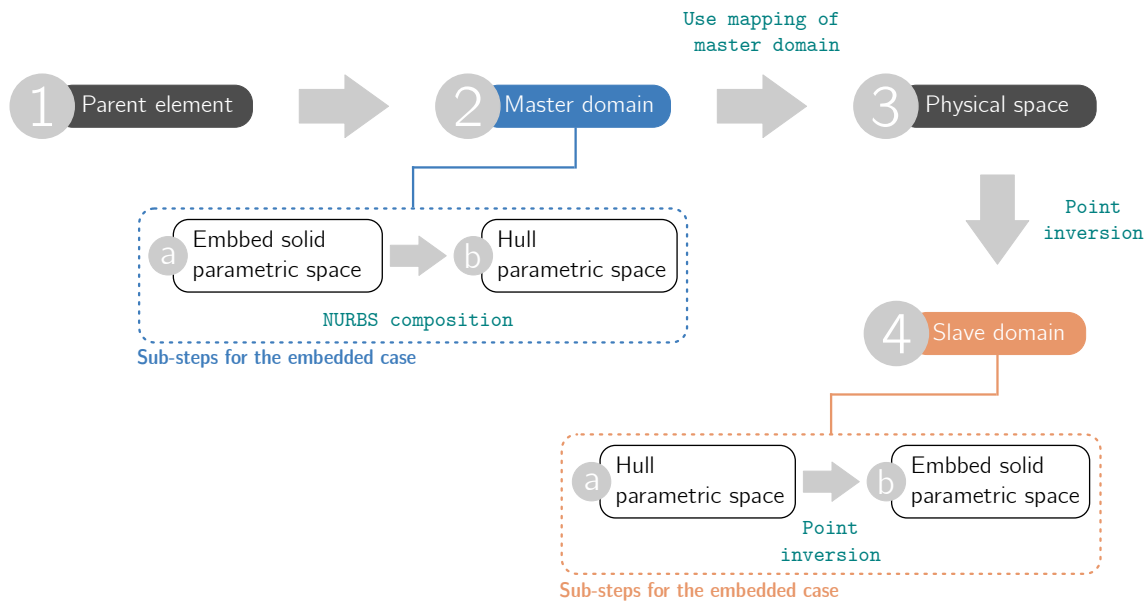 Use mapping of
master domain
1 Parent element
2 Master domain
3 Physical space
Point
inversion
a Embbed solid
parametric space
b Hull
parametric space
NURBS composition
Sub-steps for the embedded case
4 Slave domain
a Hull
parametric space
b Embbed solid
parametric space
Point
inversion
Sub-steps for the embedded case